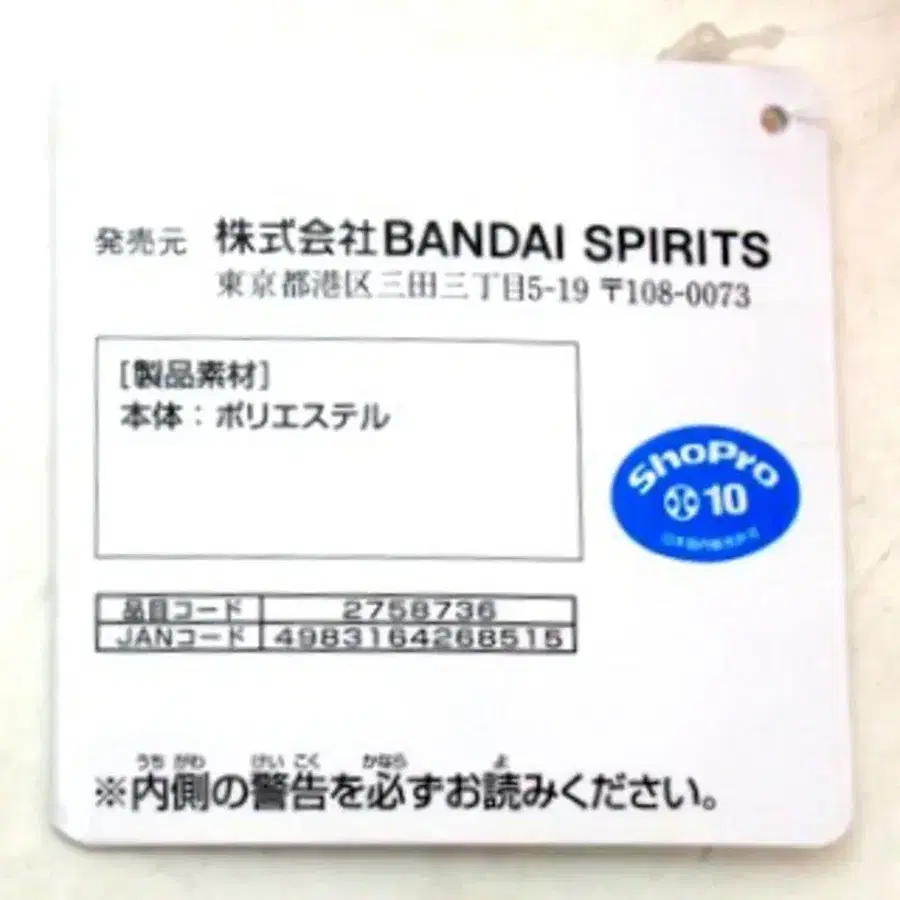 発売元 株式会社BANDAI SPIRITS
東京都港区三田三丁目5-19 〒108-0073
[製品素材]
本体：ポリエステル
ShoPro
10
品目コード 2758736
JANコード 4983164268515
うち がわ けい こく かなら よ
※内側の警告を必ずお読みください。